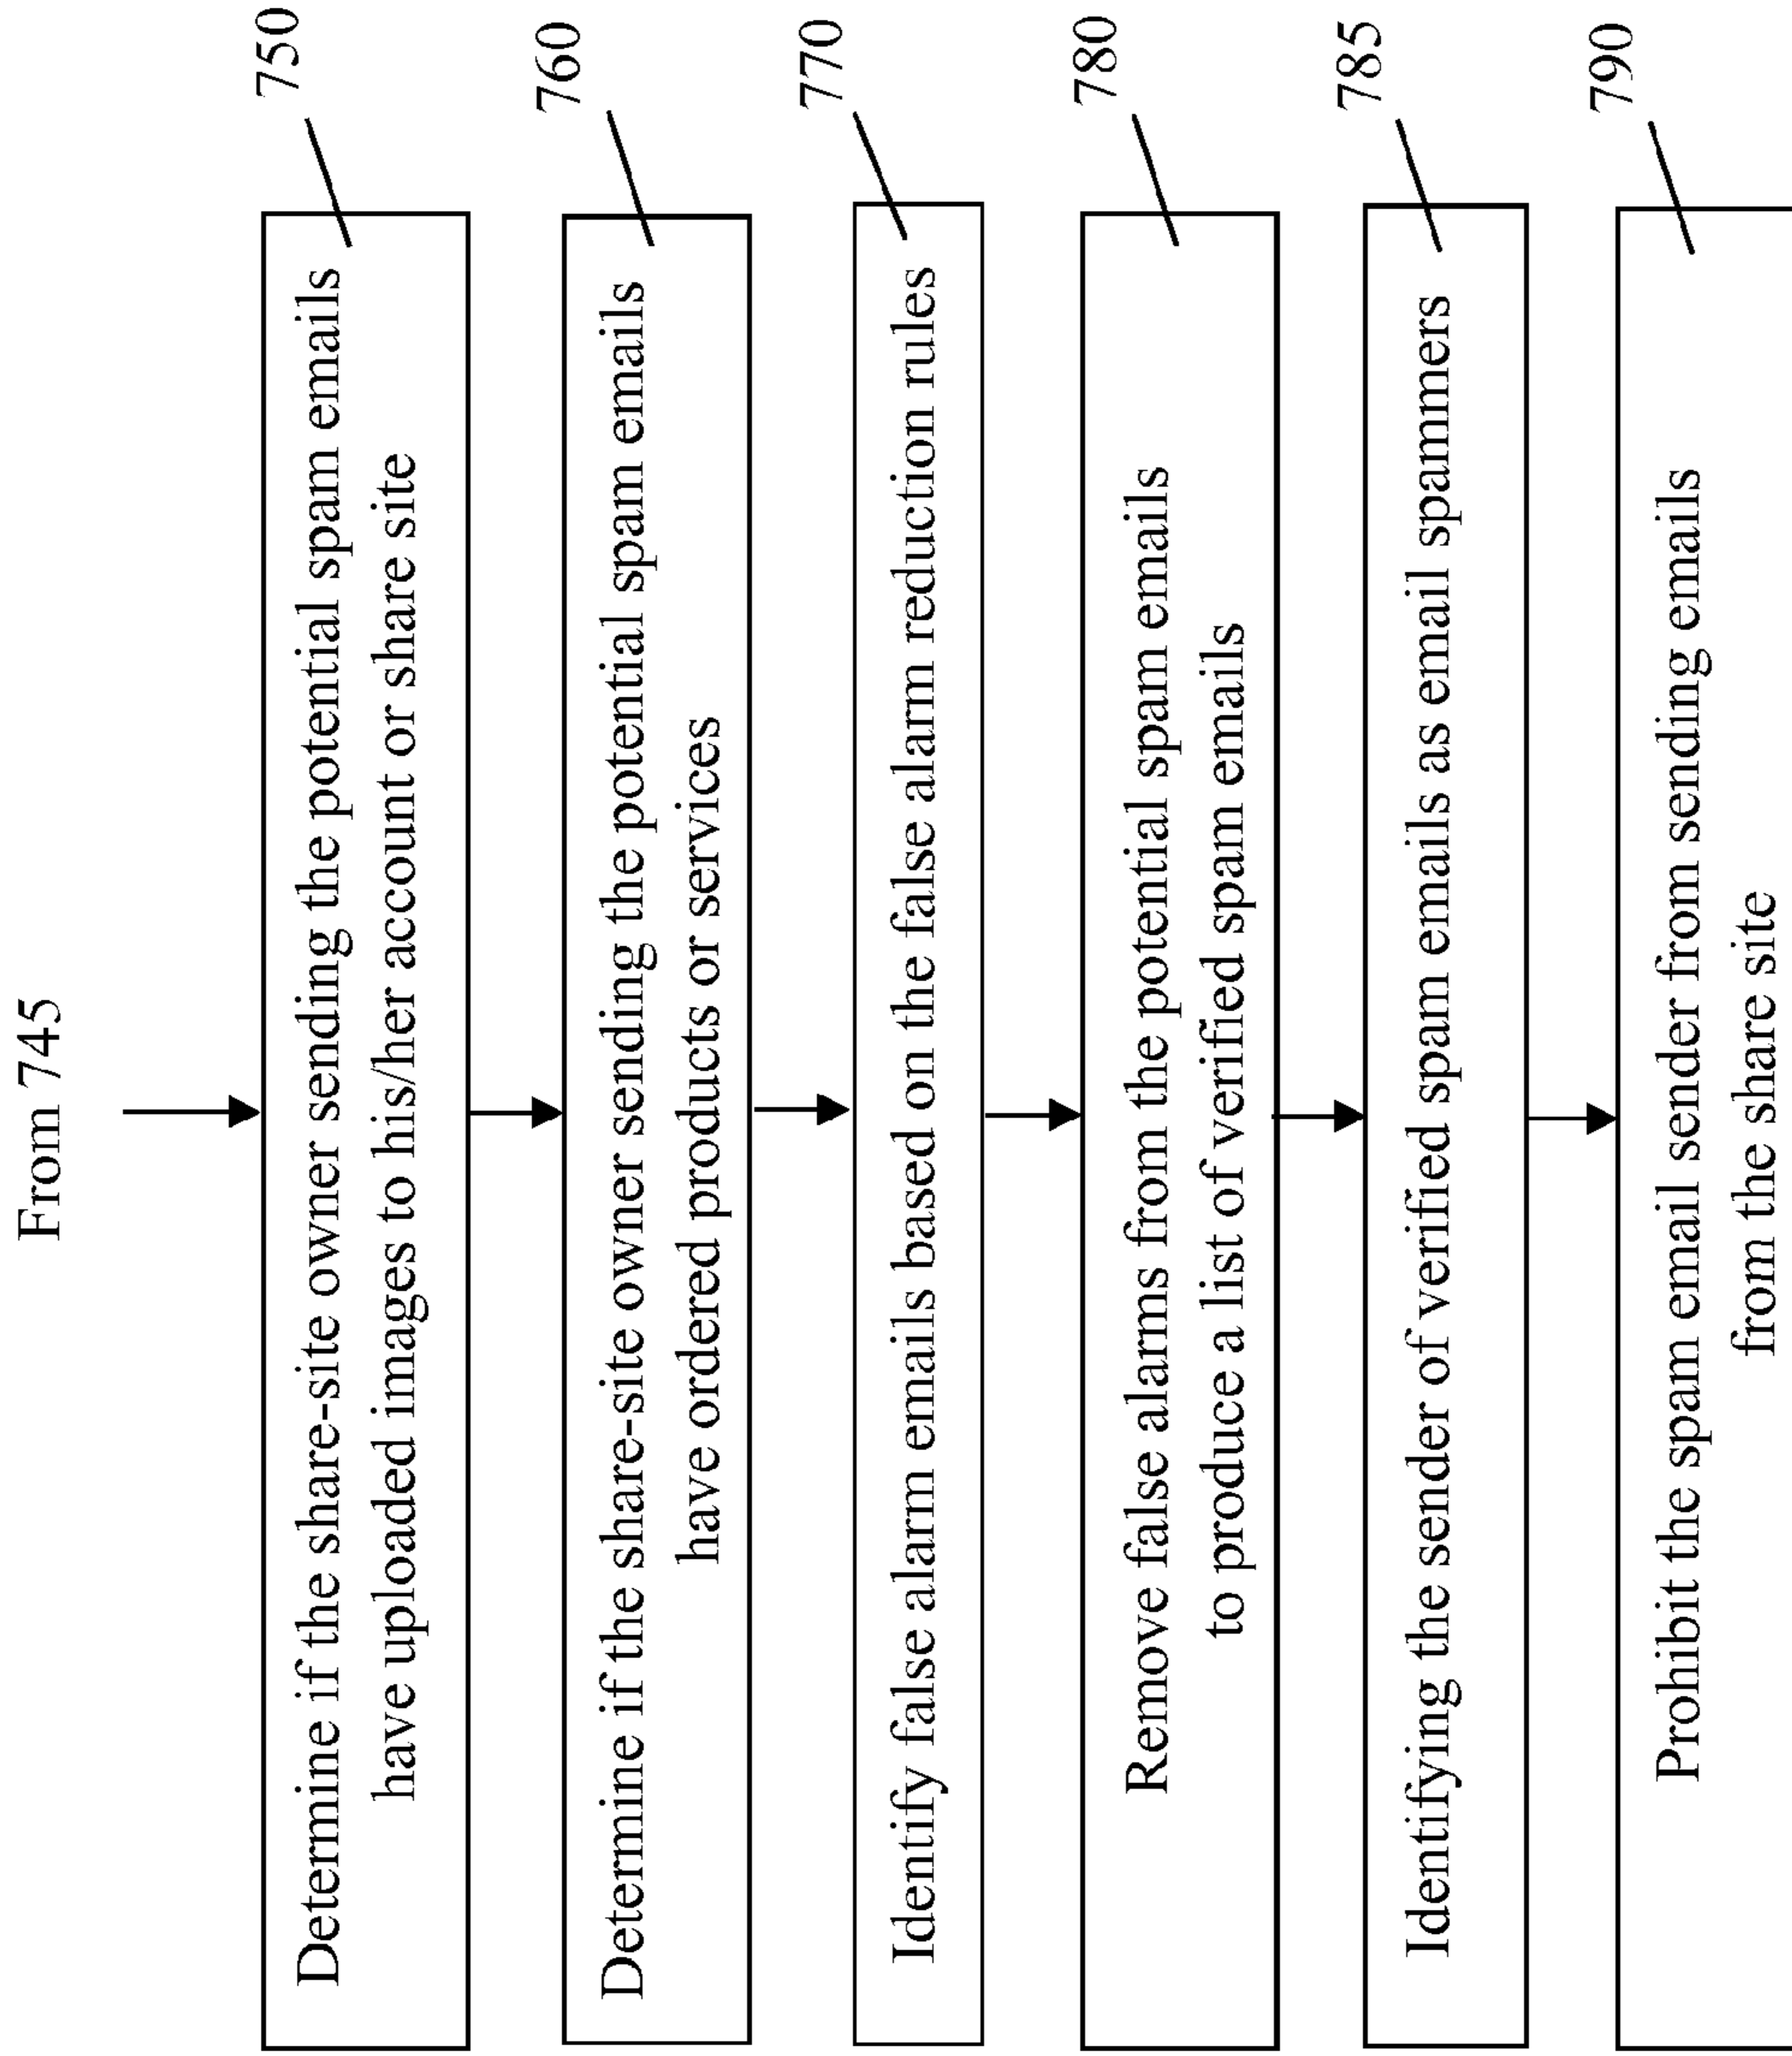 From 745
Determine if the share-site owner sending the potential spam emails
have uploaded images to his/her account or share site
750
Determine if the share-site owner sending the potential spam emails
have ordered products or services
760
Identify false alarm emails based on the false alarm reduction rules
770
Remove false alarms from the potential spam emails
to produce a list of verified spam emails
780
Identifying the sender of verified spam emails as email spammers
785
Prohibit the spam email sender from sending emails
from the share site
790